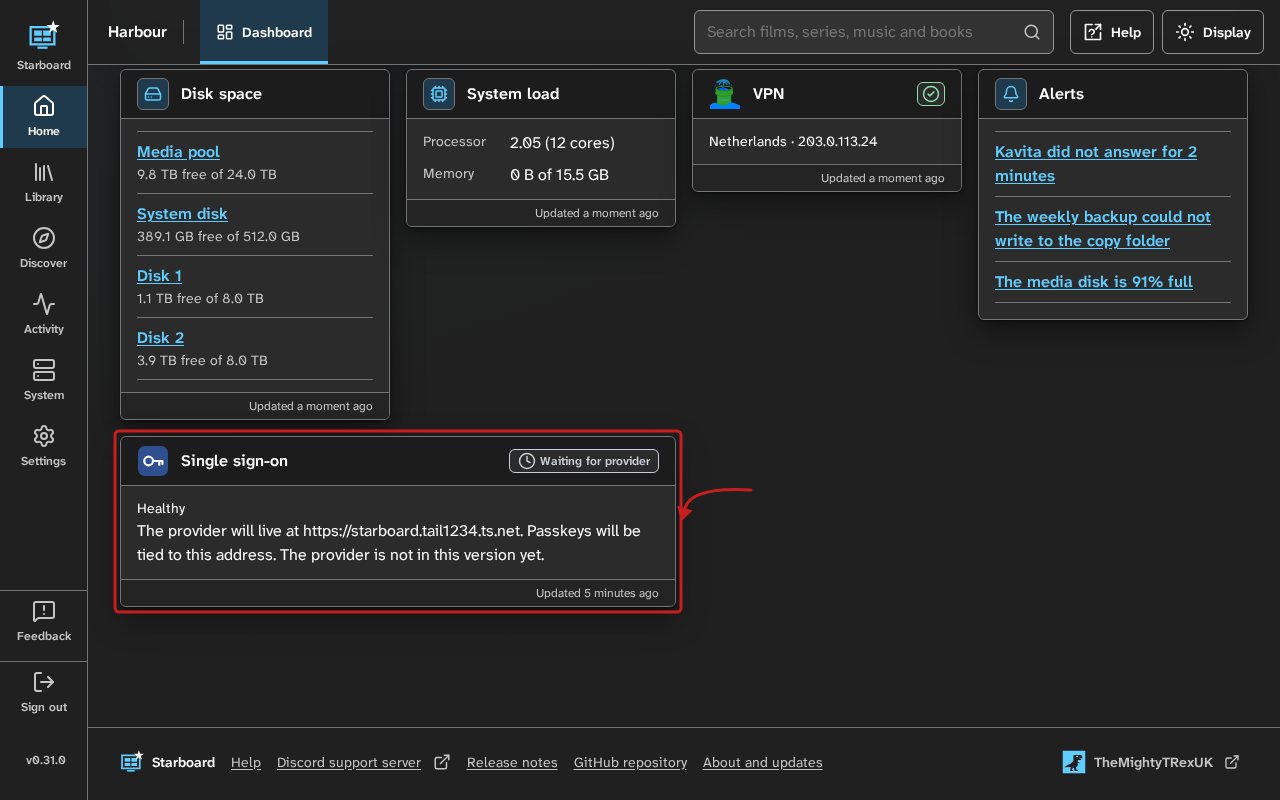 Starboard
Home
Library
Discover
Activity
System
Settings
Feedback
Sign out
v0.31.0
Harbour
Dashboard
Search films, series, music and books
Help
Display
Disk space
Media pool
9.8 TB free of 24.0 TB
System disk
389.1 GB free of 512.0 GB
Disk 1
1.1 TB free of 8.0 TB
Disk 2
3.9 TB free of 8.0 TB
Updated a moment ago
System load
Processor 2.05 (12 cores)
Memory 0 B of 15.5 GB
Updated a moment ago
VPN
Netherlands · 203.0.113.24
Updated a moment ago
Alerts
Kavita did not answer for 2
minutes
The weekly backup could not
write to the copy folder
The media disk is 91% full
Single sign-on
Waiting for provider
Healthy
The provider will live at https://starboard.tail1234.ts.net. Passkeys will be
tied to this address. The provider is not in this version yet.
Updated 5 minutes ago
Starboard Help Discord support server Release notes GitHub repository About and updates TheMightyTRexUK